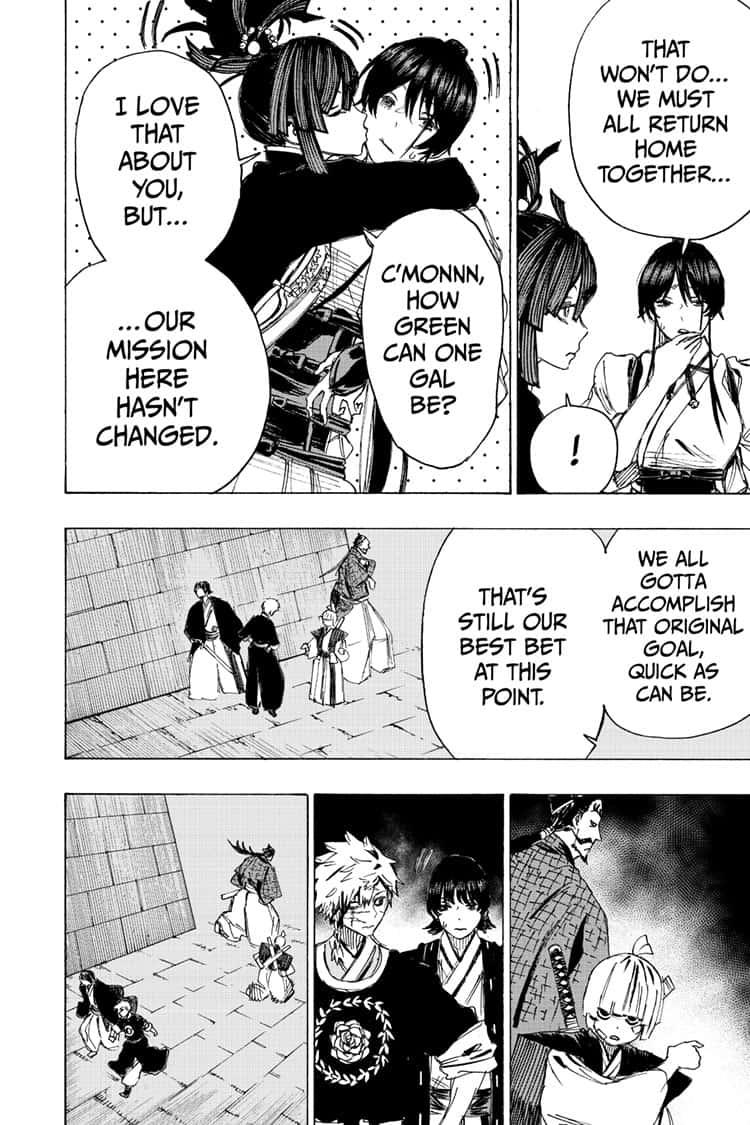 THAT
WON'T DO...
WE MUST
ALL RETURN
HOME
TOGETHER...
!
C'MONNN,
HOW
GREEN
CAN ONE
GAL
BE?
I LOVE
THAT
ABOUT
YOU,
BUT...
...OUR
MISSION
HERE
HASN'T
CHANGED.
WE ALL
GOTTA
ACCOMPLISH
THAT ORIGINAL
GOAL,
QUICK AS
CAN BE.
THAT'S
STILL OUR
BEST BET
AT THIS
POINT.